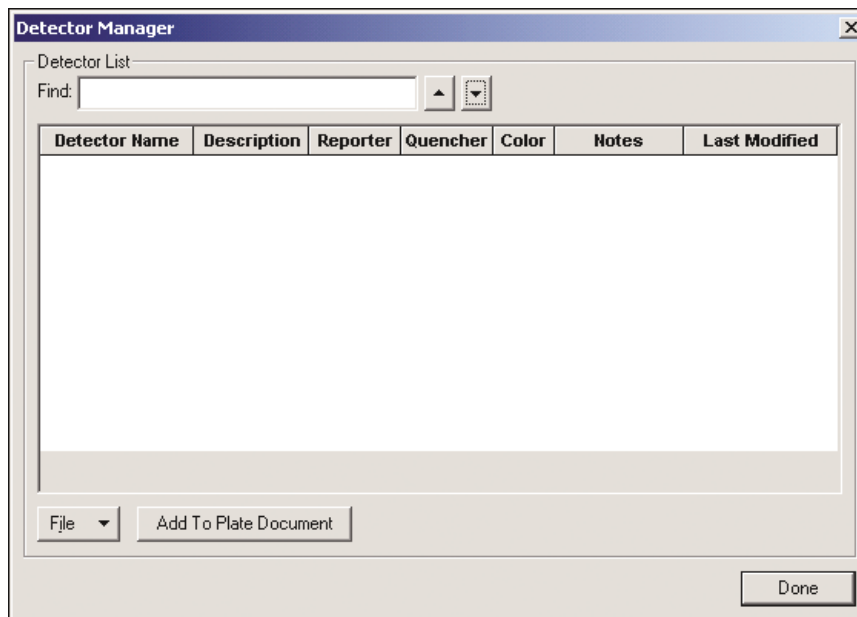 Detector Manager
Detector List
Find:
Detector Name Description Reporter Quencher Color Notes Last Modified
File Add To Plate Document
Done